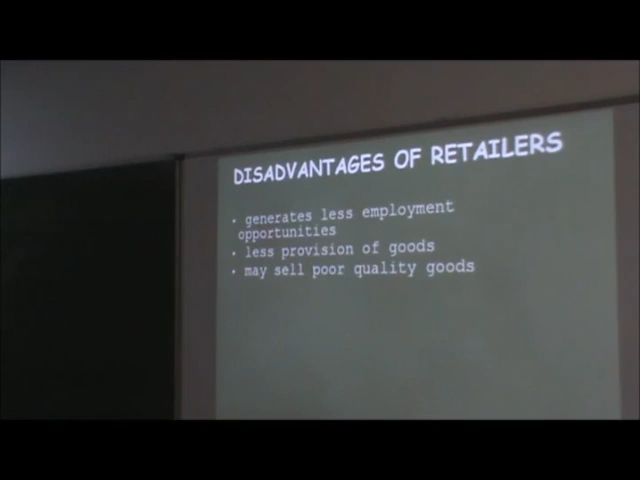 DISADVANTAGES OF RETAILERS
• generates less employment
opportunities
• less provision of goods
• may sell poor quality goods